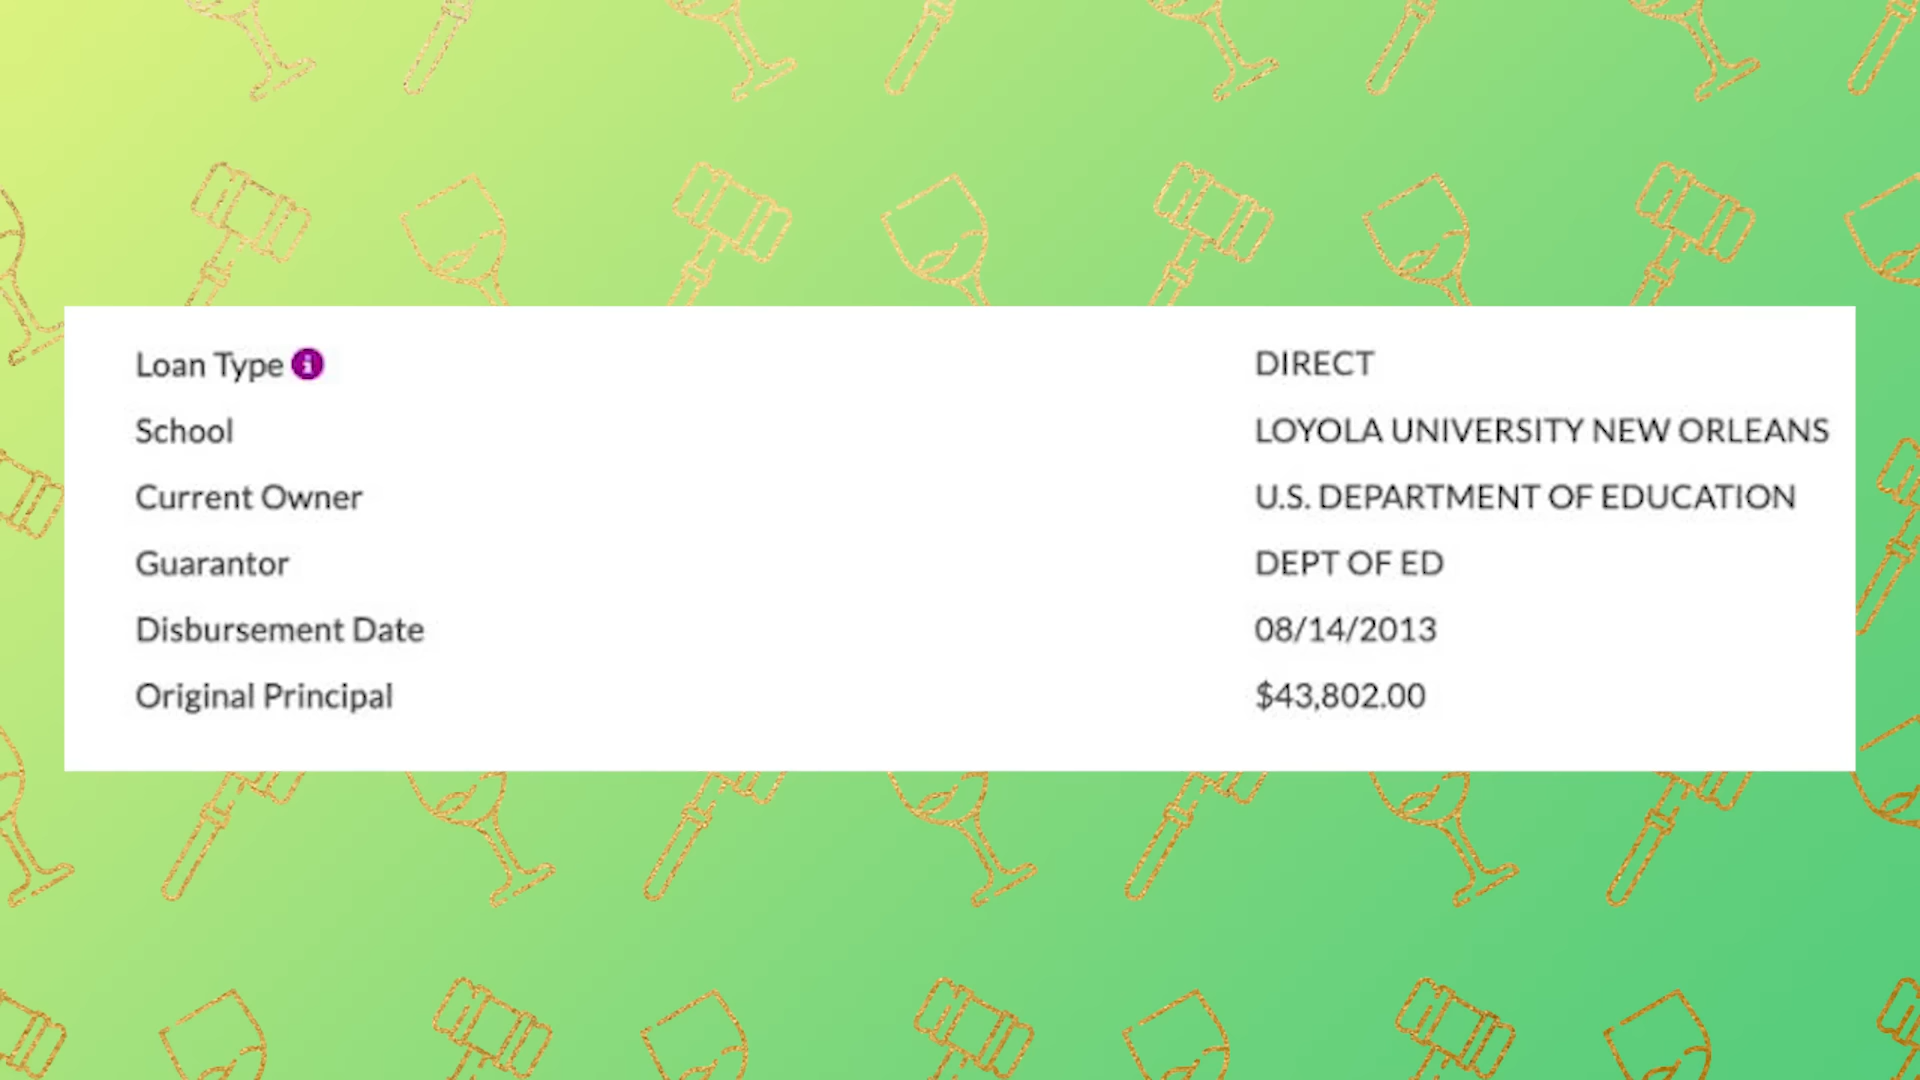 Loan Type DIRECT
School LOYOLA UNIVERSITY NEW ORLEANS
Current Owner U.S. DEPARTMENT OF EDUCATION
Guarantor DEPT OF ED
Disbursement Date 08/14/2013
Original Principal $43,802.00